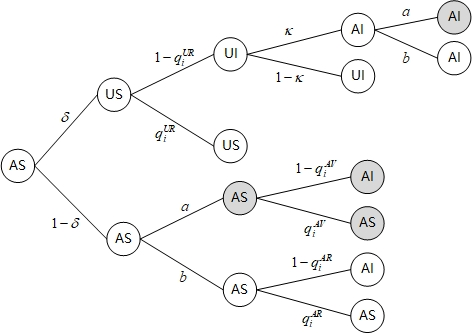 a AI
κ AI
1-q_i^{UR} UI b AI
1-κ UI
δ US
q_i^{UR} US
AS
1-q_i^{AV} AI
1-δ a AS
q_i^{AV} AS
AS
b 1-q_i^{AR} AI
AS
q_i^{AR} AS